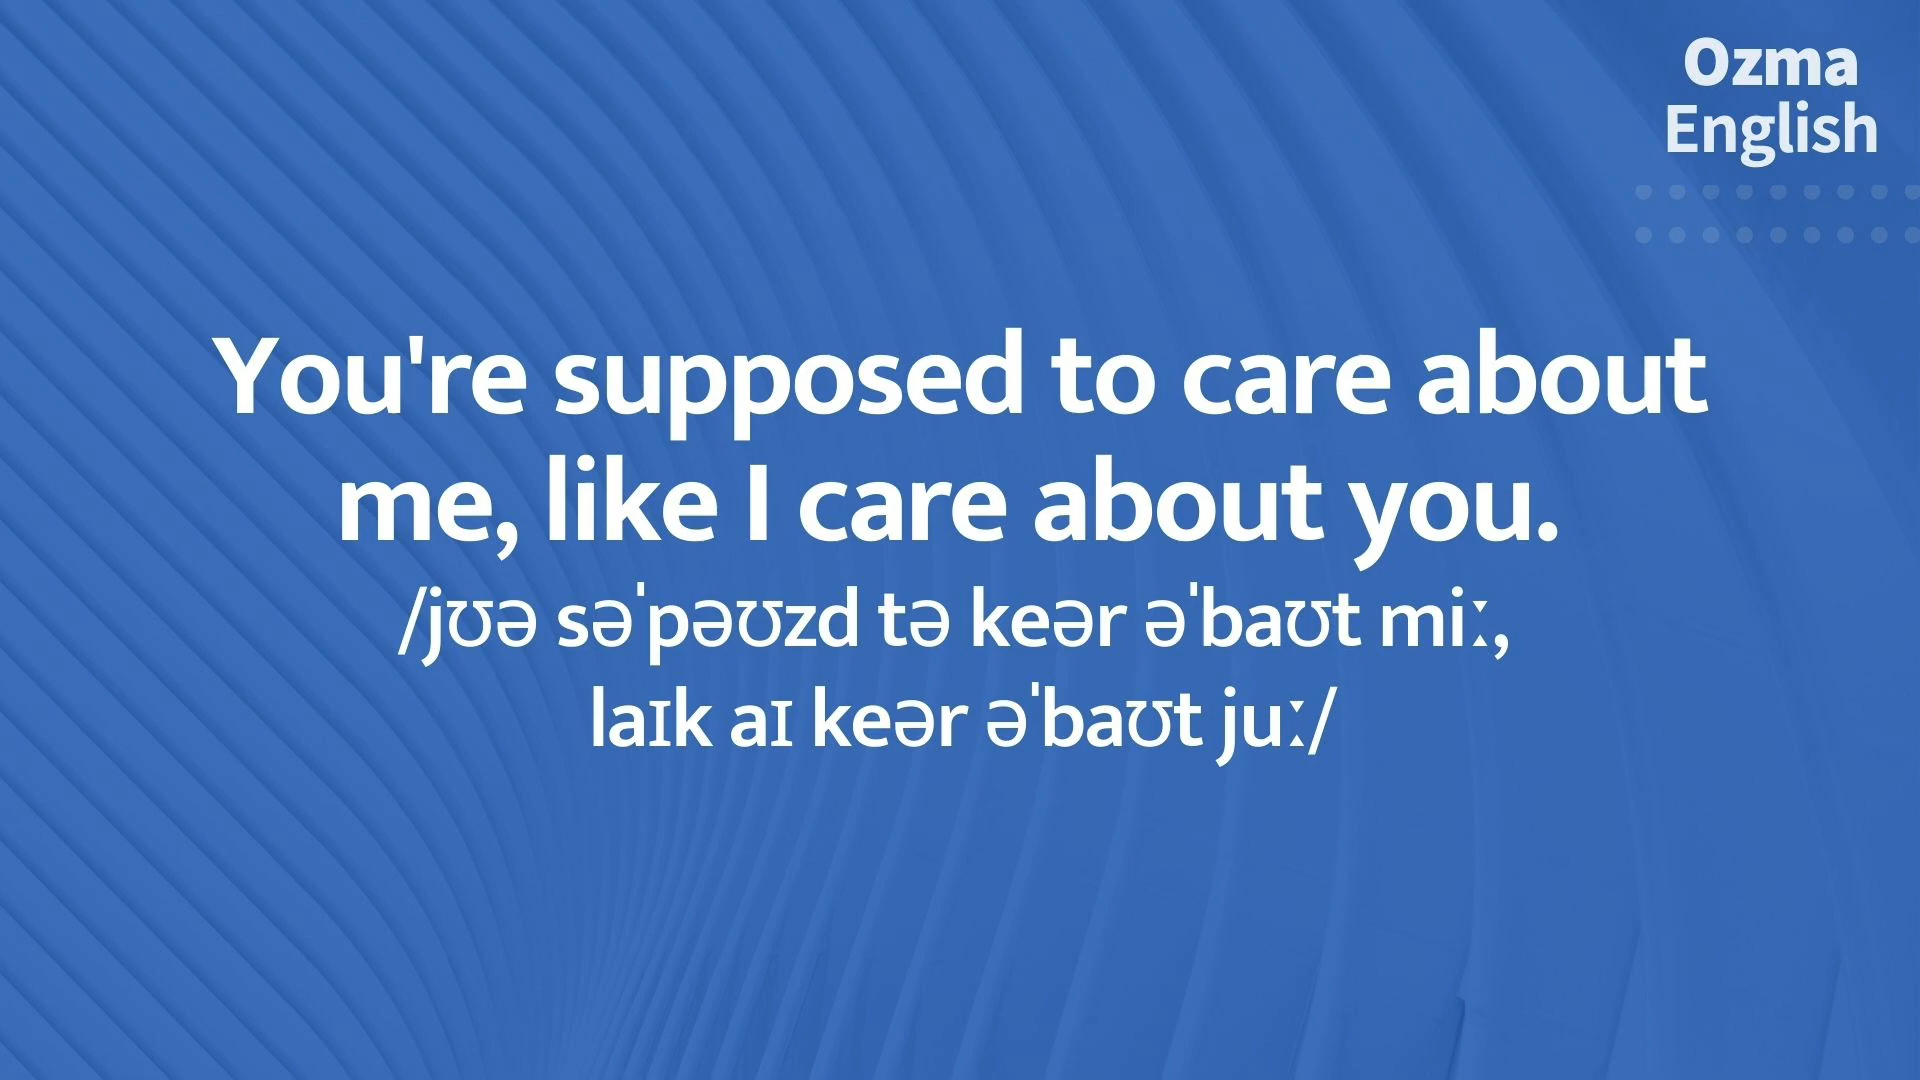 Ozma
English
You're supposed to care about
me, like I care about you.
/jʊə səˈpəʊzd tə keər əˈbaʊt miː,
laɪk aɪ keər əˈbaʊt juː/